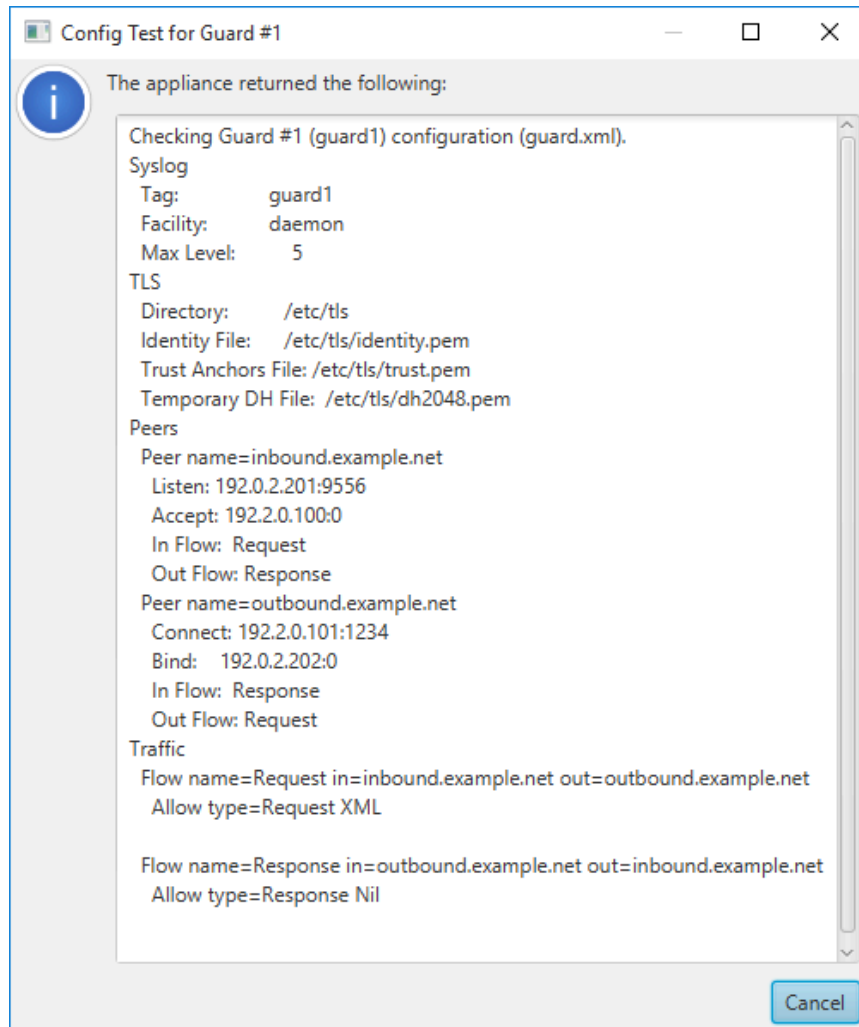 Config Test for Guard #1
The appliance returned the following:
Checking Guard #1 (guard1) configuration (guard.xml).
Syslog
Tag: guard1
Facility: daemon
Max Level: 5
TLS
Directory: /etc/tls
Identity File: /etc/tls/identity.pem
Trust Anchors File: /etc/tls/trust.pem
Temporary DH File: /etc/tls/dh2048.pem
Peers
Peer name=inbound.example.net
Listen: 192.0.2.201:9556
Accept: 192.2.0.100:0
In Flow: Request
Out Flow: Response
Peer name=outbound.example.net
Connect: 192.2.0.101:1234
Bind: 192.0.2.202:0
In Flow: Response
Out Flow: Request
Traffic
Flow name=Request in=inbound.example.net out=outbound.example.net
Allow type=Request XML
Flow name=Response in=outbound.example.net out=inbound.example.net
Allow type=Response Nil
Cancel